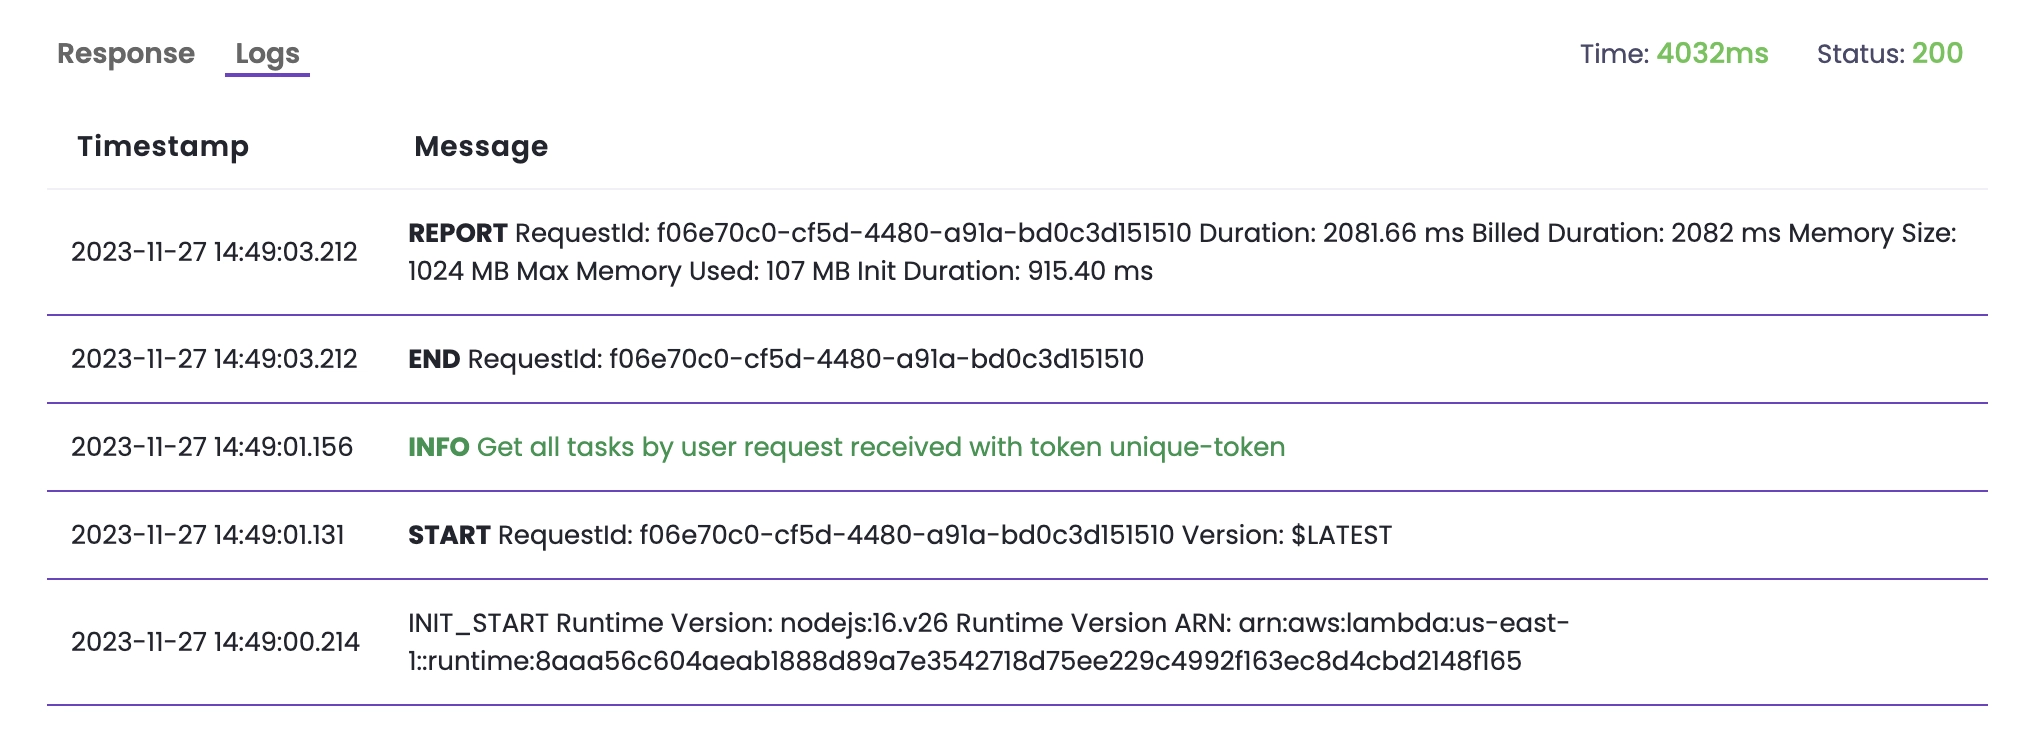 Response Logs Time: 4032ms Status: 200
Timestamp Message
2023-11-27 14:49:03.212 REPORT RequestId: f06e70c0-cf5d-4480-a91a-bd0c3d151510 Duration: 2081.66 ms Billed Duration: 2082 ms Memory Size:
1024 MB Max Memory Used: 107 MB Init Duration: 915.40 ms
2023-11-27 14:49:03.212 END RequestId: f06e70c0-cf5d-4480-a91a-bd0c3d151510
2023-11-27 14:49:01.156 INFO Get all tasks by user request received with token unique-token
2023-11-27 14:49:01.131 START RequestId: f06e70c0-cf5d-4480-a91a-bd0c3d151510 Version: $LATEST
2023-11-27 14:49:00.214 INIT_START Runtime Version: nodejs:16.v26 Runtime Version ARN: arn:aws:lambda:us-east-
1::runtime:8aaa56c604aeab1888d89a7e3542718d75ee229c4992f163ec8d4cbd2148f165